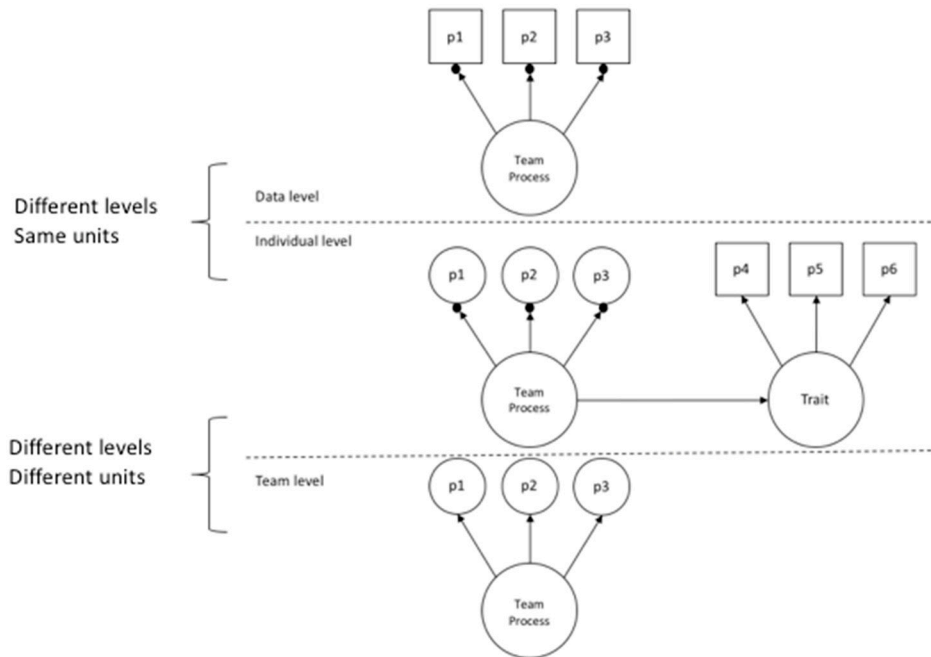 p1 p2 p3
Team
Process
Data level
Different levels
Same units
Individual level
p1 p2 p3
p4 p5 p6
Team
Process
Trait
Different levels
Different units
Team level
p1 p2 p3
Team
Process